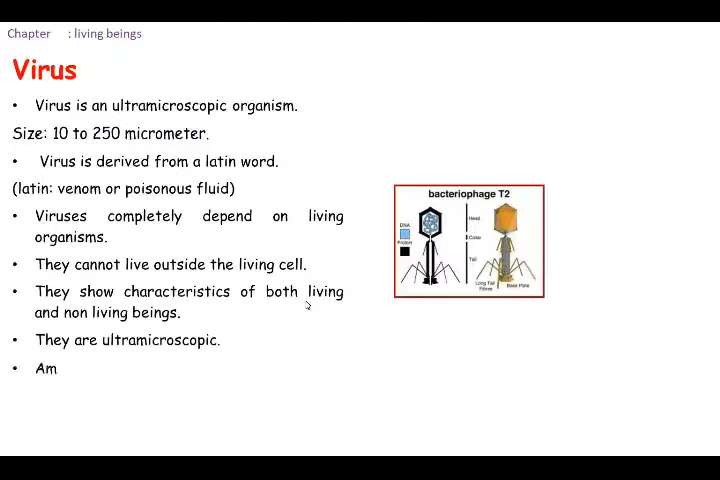 Chapter : living beings
Virus
• Virus is an ultramicroscopic organism.
Size: 10 to 250 micrometer.
• Virus is derived from a latin word.
(latin: venom or poisonous fluid)
• Viruses completely depend on living
organisms.
• They cannot live outside the living cell.
• They show characteristics of both living
and non living beings.
• They are ultramicroscopic.
• Am
bacteriophage T2
DNA
Protein
Head
Collar
Tail
Long Tail
Fibres
Base Plate